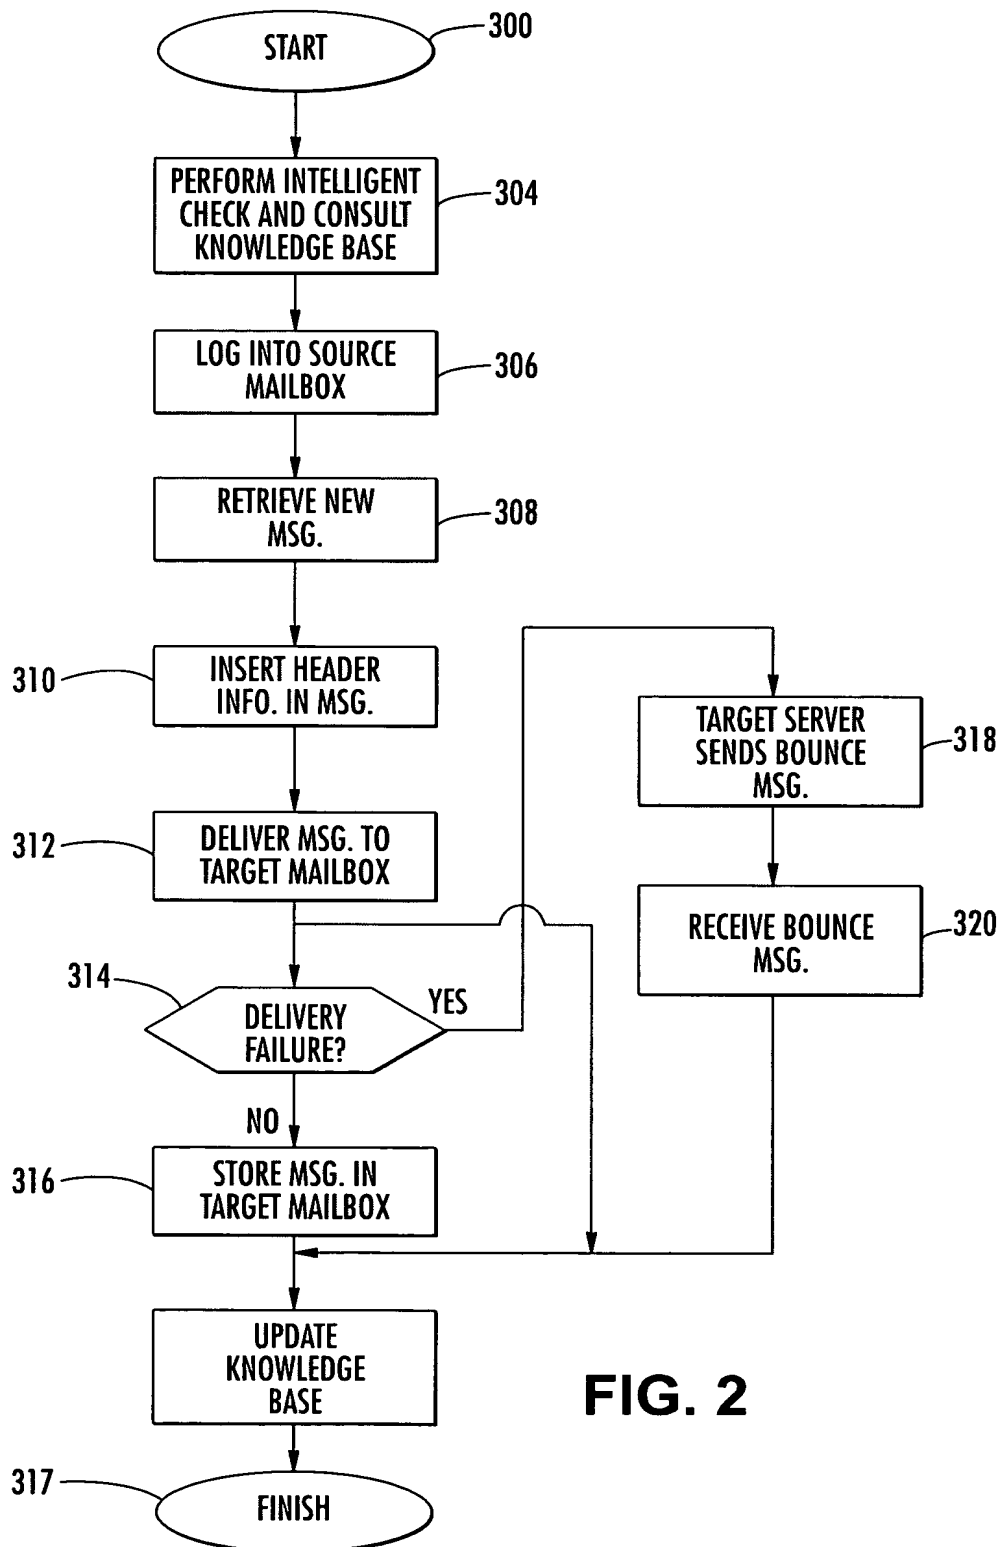 START
300
PERFORM INTELLIGENT
CHECK AND CONSULT
KNOWLEDGE BASE
304
LOG INTO SOURCE
MAILBOX
306
RETRIEVE NEW
MSG.
308
310
INSERT HEADER
INFO. IN MSG.
TARGET SERVER
SENDS BOUNCE
MSG.
318
312
DELIVER MSG. TO
TARGET MAILBOX
RECEIVE BOUNCE
MSG.
320
314
DELIVERY
FAILURE?
YES
NO
316
STORE MSG. IN
TARGET MAILBOX
UPDATE
KNOWLEDGE
BASE
FIG. 2
317
FINISH